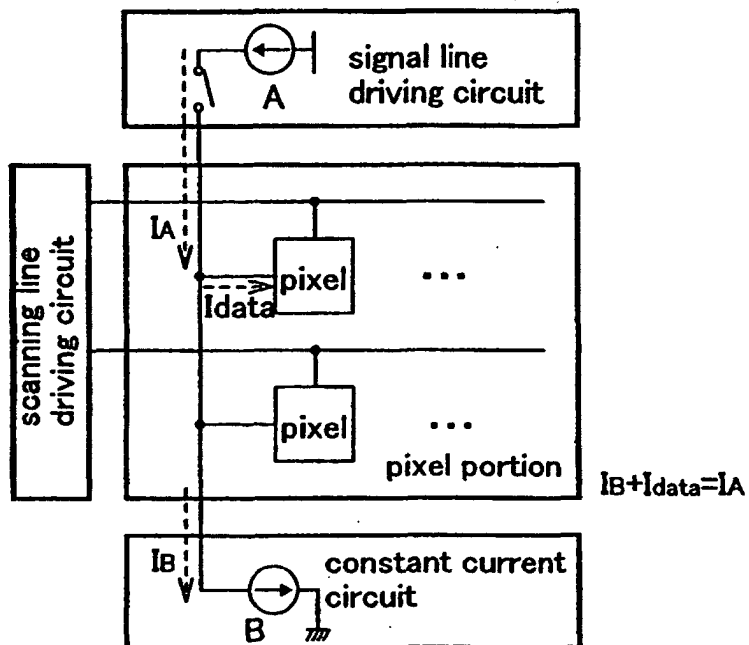 signal line
driving circuit
A
scanning line
driving circuit
IA
pixel
...
Idata
pixel
...
pixel portion
IB+Idata=IA
IB
constant current
circuit
B